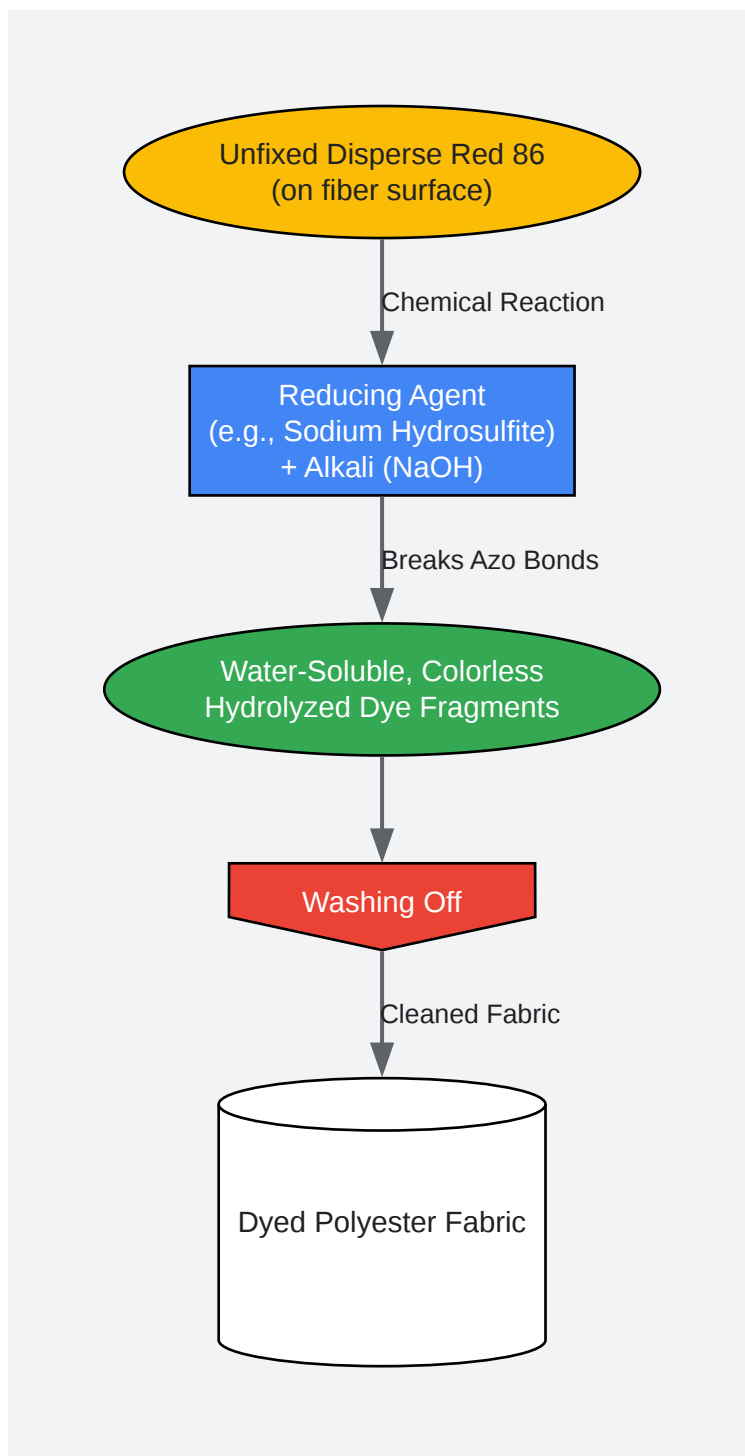 Unfixed Disperse Red 86
(on fiber surface)
Chemical Reaction
Reducing Agent
(e.g., Sodium Hydrosulfite)
+ Alkali (NaOH)
Breaks Azo Bonds
Water-Soluble, Colorless
Hydrolyzed Dye Fragments
Washing Off
Cleaned Fabric
Dyed Polyester Fabric